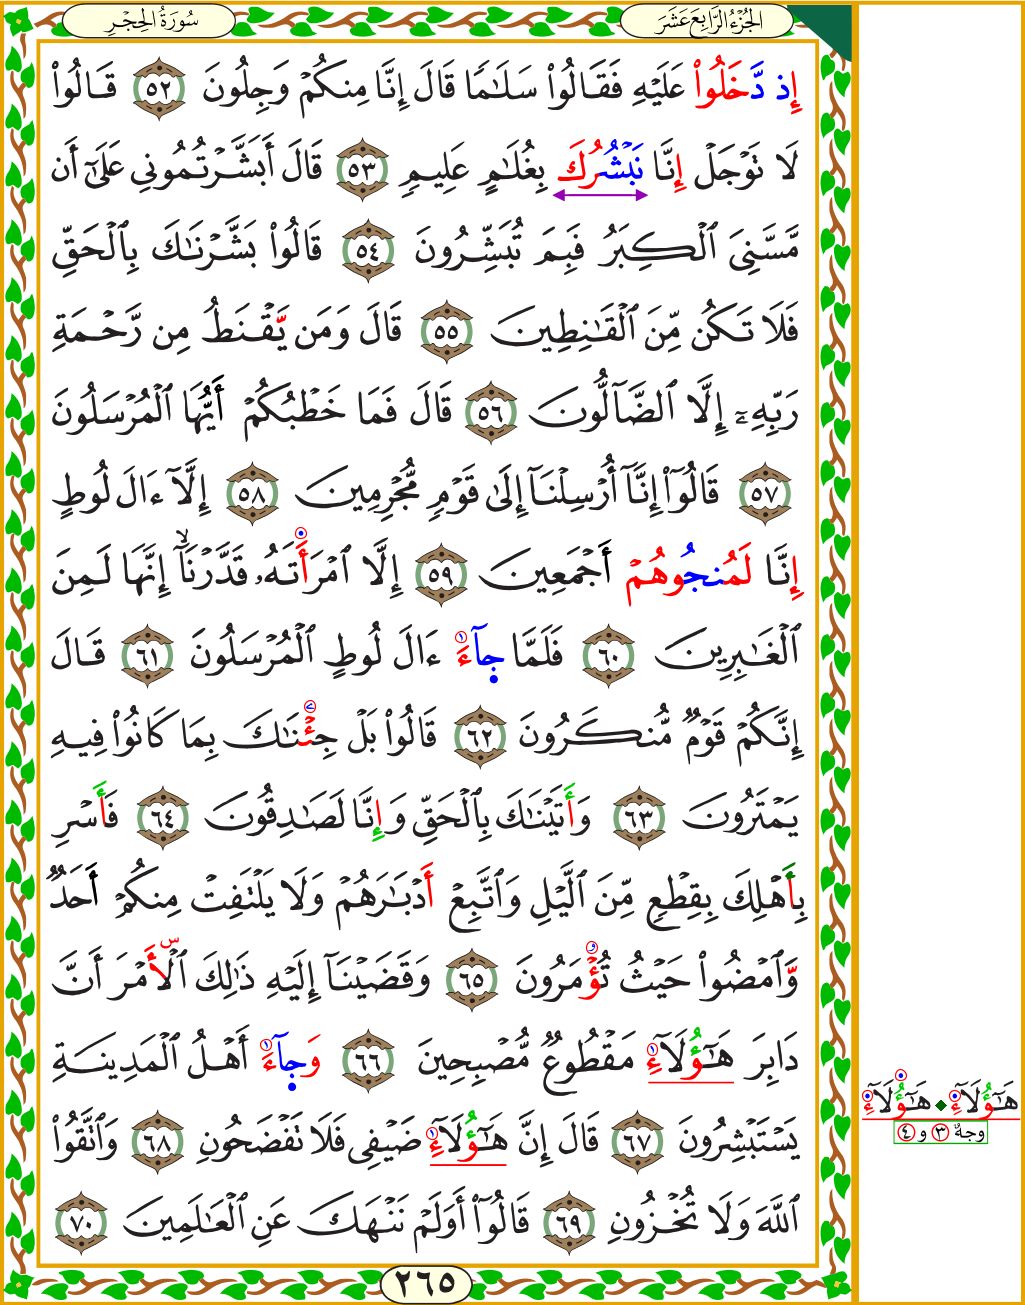 الجُزْءُ الرَّابِعَ عَشَرَ
سُورَةُ الحِجْرِ
إِذ دَّخَلُوا۟ عَلَيْهِ فَقَالُوا۟ سَلَـٰمًا قَالَ إِنَّا مِنكُمْ وَجِلُونَ ٥٢ قَالُوا۟
لَا تَوْجَلْ إِنَّا نَبْشُرُكَ بِغُلَـٰمٍ عَلِيمٍ ٥٣ قَالَ أَبَشَّرْتُمُونِى عَلَىٰٓ أَن
مَّسَّنِىَ ٱلْكِبَرُ فَبِمَ تُبَشِّرُونَ ٥٤ قَالُوا۟ بَشَّرْنَـٰكَ بِٱلْحَقِّ
فَلَا تَكُن مِّنَ ٱلْقَـٰنِطِينَ ٥٥ قَالَ وَمَن يَّقْنَطُ مِن رَّحْمَةِ
رَبِّهِۦٓ إِلَّا ٱلضَّآلُّونَ ٥٦ قَالَ فَمَا خَطْبُكُمْ أَيُّهَا ٱلْمُرْسَلُونَ
٥٧ قَالُوٓا۟ إِنَّآ أُرْسِلْنَآ إِلَىٰ قَوْمٍ مُّجْرِمِينَ ٥٨ إِلَّآ ءَالَ لُوطٍ
إِنَّا لَمُنجُوهُمْ أَجْمَعِينَ ٥٩ إِلَّا ٱمْرَأَتَهُۥ قَدَّرْنَآ ۙ إِنَّهَا لَمِنَ
ٱلْغَـٰبِرِينَ ٦٠ فَلَمَّا جَآءَ ءَالَ لُوطٍ ٱلْمُرْسَلُونَ ٦١ قَالَ
إِنَّكُمْ قَوْمٌ مُّنكَرُونَ ٦٢ قَالُوا۟ بَلْ جِئْنَـٰكَ بِمَا كَانُوا۟ فِيهِ
يَمْتَرُونَ ٦٣ وَأَتَيْنَـٰكَ بِٱلْحَقِّ وَإِنَّا لَصَـٰدِقُونَ ٦٤ فَأَسْرِ
بِأَهْلِكَ بِقِطْعٍ مِّنَ ٱلَّيْلِ وَٱتَّبِعْ أَدْبَـٰرَهُمْ وَلَا يَلْتَفِتْ مِنكُمْ أَحَدٌ
وَّٱمْضُوا۟ حَيْثُ تُؤْمَرُونَ ٦٥ وَقَضَيْنَآ إِلَيْهِ ذَٰلِكَ ٱلْأَمْرَ أَنَّ
دَابِرَ هَـٰٓؤُلَآءِ مَقْطُوعٌ مُّصْبِحِينَ ٦٦ وَجَآءَ أَهْلُ ٱلْمَدِينَةِ
يَسْتَبْشِرُونَ ٦٧ قَالَ إِنَّ هَـٰٓؤُلَآءِ ضَيْفِى فَلَا تَفْضَحُونِ ٦٨ وَٱتَّقُوا۟
ٱللَّهَ وَلَا تُخْزُونِ ٦٩ قَالُوٓا۟ أَوَلَمْ نَنْهَكَ عَنِ ٱلْعَـٰلَمِينَ ٧٠
٢٦٥
هَـٰٓؤُلَآءِ هَـٰٓؤُلَآءِ
وجهٌ ٣ و ٤